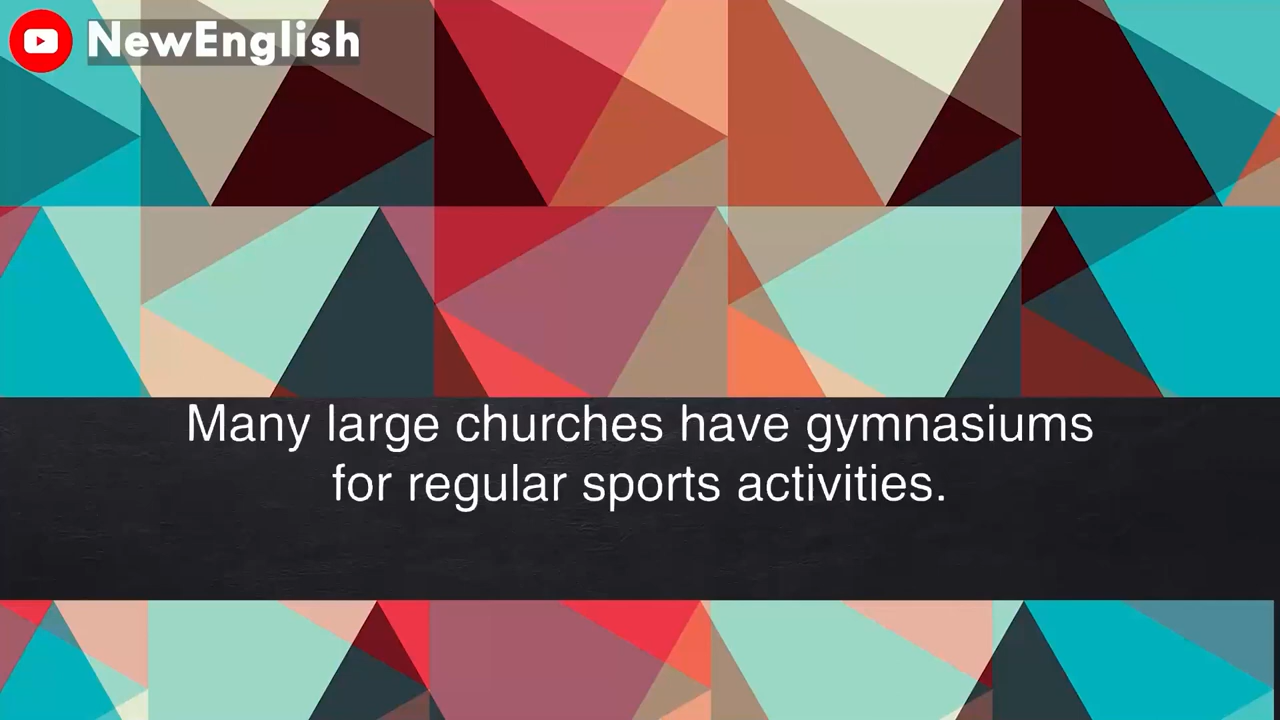 NewEnglish
Many large churches have gymnasiums
for regular sports activities.